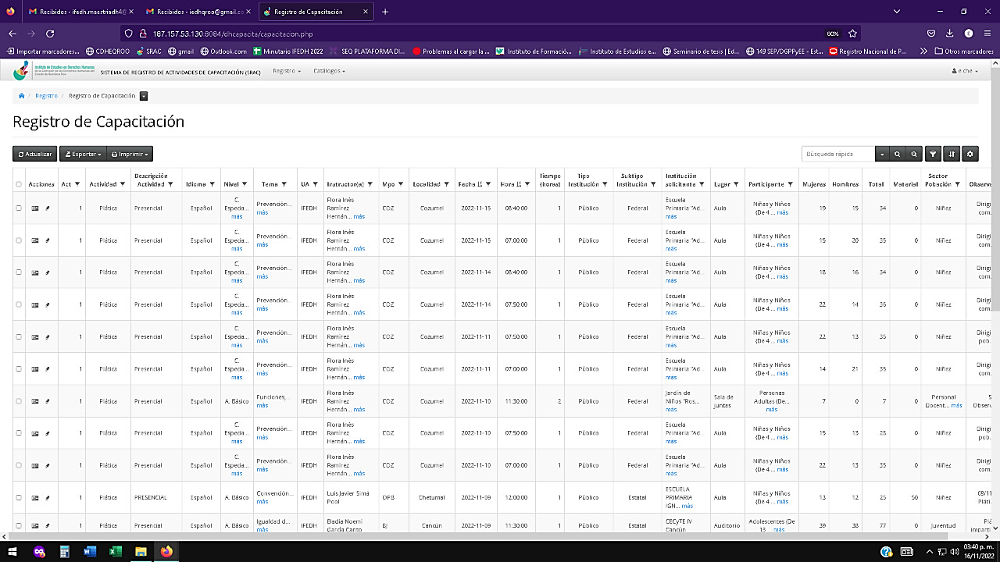 Recibidos - ifedh.maestriadh4@
Recibidos - iedhqroo@gmail.co
Registro de Capacitación
187.157.53.130:8084/dhcapacita/capacitacion.php
Importar marcadores... CDHEQROO SRAC gmail Outlook.com Minutario IFEDH 2022 SEQ PLATAFORMA DI... Problemas al cargar la ... Instituto de Formació... Instituto de Estudios e... Seminario de tesis | Ed... 149 SEP/DGPPyEE - Est... Registro Nacional de P... Otros marcadores
Instituto de Estudios en Derechos Humanos
de la Comisión de los Derechos Humanos del
Estado de Quintana Roo
SISTEMA DE REGISTRO DE ACTIVIDADES DE CAPACITACIÓN (SRAC) Registro Catálogos e.che
/ Registro / Registro de Capacitación
Registro de Capacitación
Actualizar Exportar Imprimir Búsqueda rápida
Acciones Act Actividad Descripción Actividad Idioma Nivel Tema UA Instructor(a) Mpo Localidad Fecha Hora Tiempo (horas) Tipo Institución Subtipo Institución Institución solicitante Lugar Participante Mujeres Hombres Total Material Sector Población Observa
1 Plática Presencial Español C. Especia... más Prevención... más IFEDH Flora Inés Ramírez Hernán... más COZ Cozumel 2022-11-15 08:40:00 1 Público Federal Escuela Primaria "Ad... más Aula Niñas y Niños (De 4 ... más 19 15 34 0 Niñez Dirigi com.
1 Plática Presencial Español C. Especia... más Prevención... más IFEDH Flora Inés Ramírez Hernán... más COZ Cozumel 2022-11-15 07:00:00 1 Público Federal Escuela Primaria "Ad... más Aula Niñas y Niños (De 4 ... más 15 20 35 0 Niñez Dirigi com.
1 Plática Presencial Español C. Especia... más Prevención... más IFEDH Flora Inés Ramírez Hernán... más COZ Cozumel 2022-11-14 08:40:00 1 Público Federal Escuela Primaria "Ad... más Aula Niñas y Niños (De 4 ... más 18 16 34 0 Niñez Dirigi com.
1 Plática Presencial Español C. Especia... más Prevención... más IFEDH Flora Inés Ramírez Hernán... más COZ Cozumel 2022-11-14 07:50:00 1 Público Federal Escuela Primaria "Ad... más Aula Niñas y Niños (De 4 ... más 22 14 36 0 Niñez Dirigi com.
1 Plática Presencial Español C. Especia... más Prevención... más IFEDH Flora Inés Ramírez Hernán... más COZ Cozumel 2022-11-11 07:50:00 1 Público Federal Escuela Primaria "Ad... más Aula Niñas y Niños (De 4 ... más 22 13 35 0 Niñez Dirigi pob.
1 Plática Presencial Español C. Especia... más Prevención... más IFEDH Flora Inés Ramírez Hernán... más COZ Cozumel 2022-11-11 07:00:00 1 Público Federal Escuela Primaria "Ad... más Aula Niñas y Niños (De 4 ... más 14 21 35 0 Niñez Dirigi com.
1 Plática Presencial Español A. Básico Funciones,... más IFEDH Flora Inés Ramírez Hernán... más COZ Cozumel 2022-11-10 11:30:00 2 Público Federal Jardín de Niños "Ros... más Sala de juntas Personas Adultas (De... más 7 0 7 0 Personal Docent... más Observ
1 Plática Presencial Español C. Especia... más Prevención... más IFEDH Flora Inés Ramírez Hernán... más COZ Cozumel 2022-11-10 07:50:00 1 Público Federal Escuela Primaria "Ad... más Aula Niñas y Niños (De 4 ... más 15 13 28 0 Niñez Dirigi com.
1 Plática Presencial Español C. Especia... más Prevención... más IFEDH Flora Inés Ramírez Hernán... más COZ Cozumel 2022-11-10 07:00:00 1 Público Federal Escuela Primaria "Ad... más Aula Niñas y Niños (De 4 ... más 22 13 35 0 Niñez Dirigi com.
1 Plática PRESENCIAL Español A. Básico Convención... más IFEDH Luis Javier Simá Pool OPB Chetumal 2022-11-09 12:00:00 1 Público Estatal ESCUELA PRIMARIA IGN... más Aula Niñas y Niños (De 4 ... más 13 12 25 50 Niñez 09/11 Pláti.
1 Plática Presencial Español A. Básico Igualdad d... más IFEDH Eladia Noemí García Canto BJ Cancún 2022-11-09 11:30:00 1 Público Estatal CECyTE IV Cancún Auditorio Adolescentes (De 13 ... más 39 38 77 0 Juventud Plá imparti
03:40 p. m.
16/11/2022